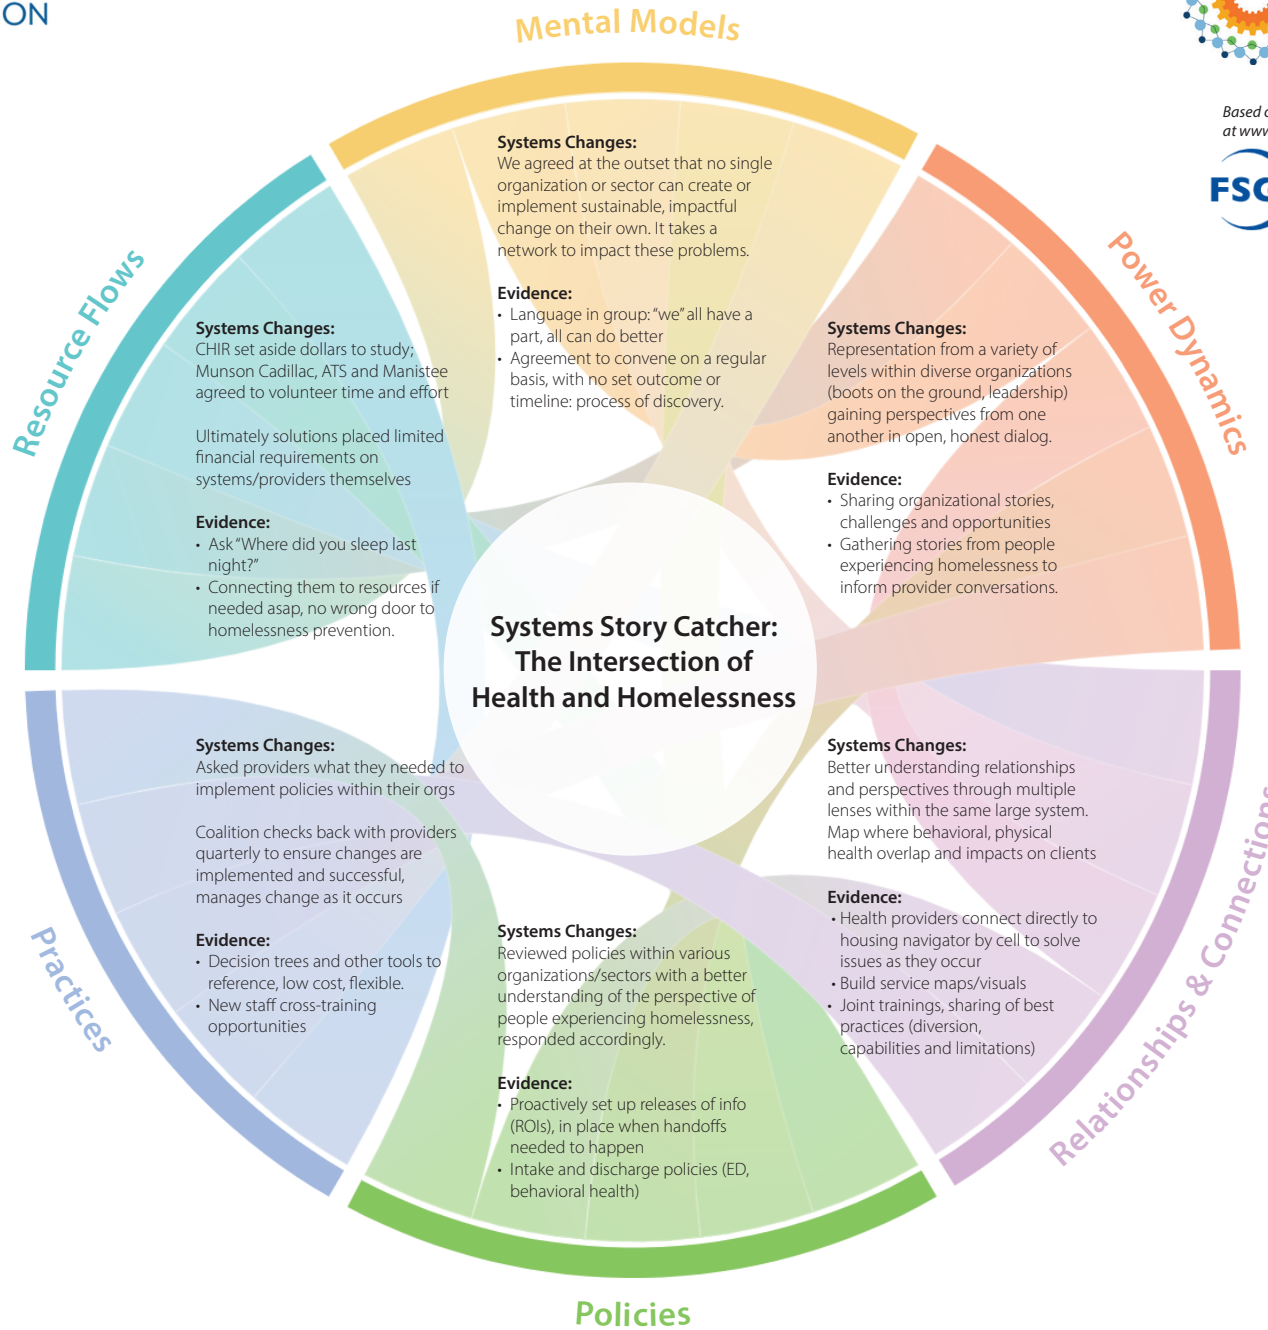 ON
Mental Models
Based
at www
FSG
Systems Changes:
We agreed at the outset that no single
organization or sector can create or
implement sustainable, impactful
change on their own. It takes a
network to impact these problems.
Evidence:
• Language in group: “we” all have a
part, all can do better
• Agreement to convene on a regular
basis, with no set outcome or
timeline: process of discovery.
Power Dynamics
Systems Changes:
Representation from a variety of
levels within diverse organizations
(boots on the ground, leadership)
gaining perspectives from one
another in open, honest dialog.
Evidence:
• Sharing organizational stories,
challenges and opportunities
• Gathering stories from people
experiencing homelessness to
inform provider conversations.
Resource Flows
Systems Changes:
CHIR set aside dollars to study;
Munson Cadillac, ATS and Manistee
agreed to volunteer time and effort
Ultimately solutions placed limited
financial requirements on
systems/providers themselves
Evidence:
• Ask “Where did you sleep last
night?”
• Connecting them to resources if
needed asap, no wrong door to
homelessness prevention.
Systems Story Catcher:
The Intersection of
Health and Homelessness
Practices
Systems Changes:
Asked providers what they needed to
implement policies within their orgs
Coalition checks back with providers
quarterly to ensure changes are
implemented and successful,
manages change as it occurs
Evidence:
• Decision trees and other tools to
reference, low cost, flexible.
• New staff cross-training
opportunities
Systems Changes:
Reviewed policies within various
organizations/sectors with a better
understanding of the perspective of
people experiencing homelessness,
responded accordingly.
Evidence:
• Proactively set up releases of info
(ROIs), in place when handoffs
needed to happen
• Intake and discharge policies (ED,
behavioral health)
Policies
Systems Changes:
Better understanding relationships
and perspectives through multiple
lenses within the same large system.
Map where behavioral, physical
health overlap and impacts on clients
Evidence:
• Health providers connect directly to
housing navigator by cell to solve
issues as they occur
• Build service maps/visuals
• Joint trainings, sharing of best
practices (diversion,
capabilities and limitations)
Relationships & Connections